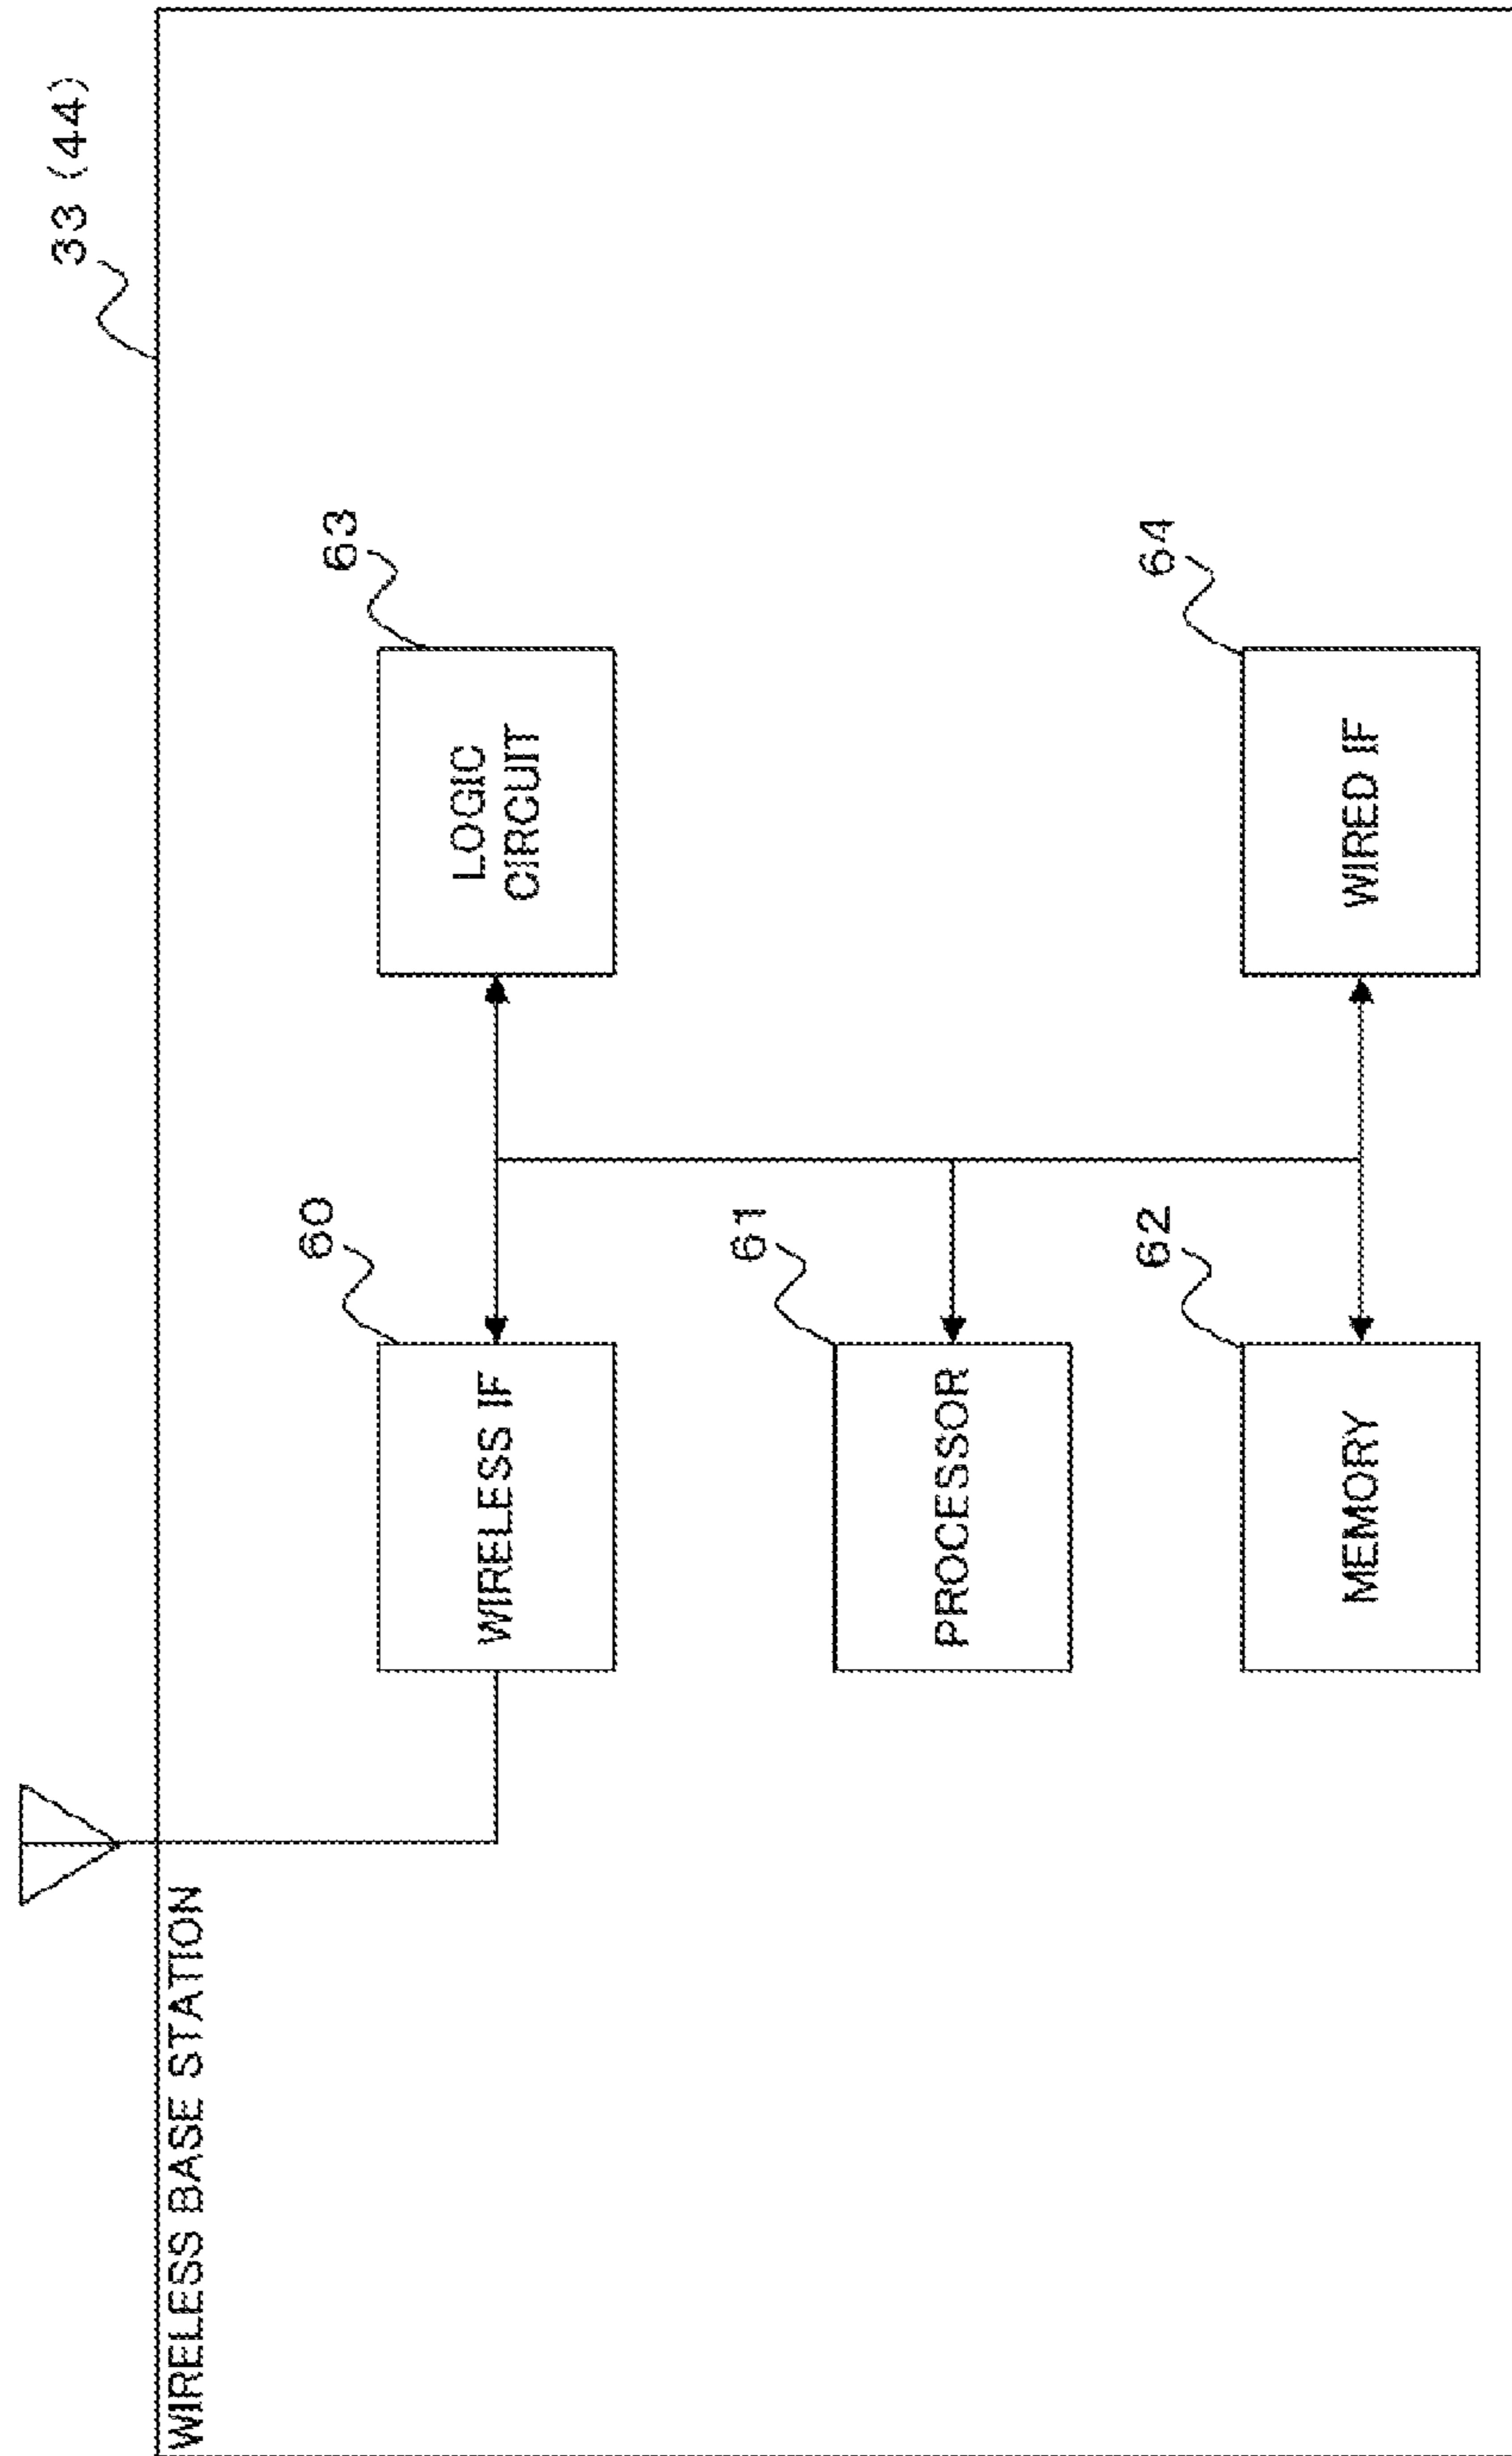 33 (44)
WIRELESS BASE STATION
60
WIRELESS IF
63
LOGIC
CIRCUIT
61
PROCESSOR
62
MEMORY
64
WIRED IF